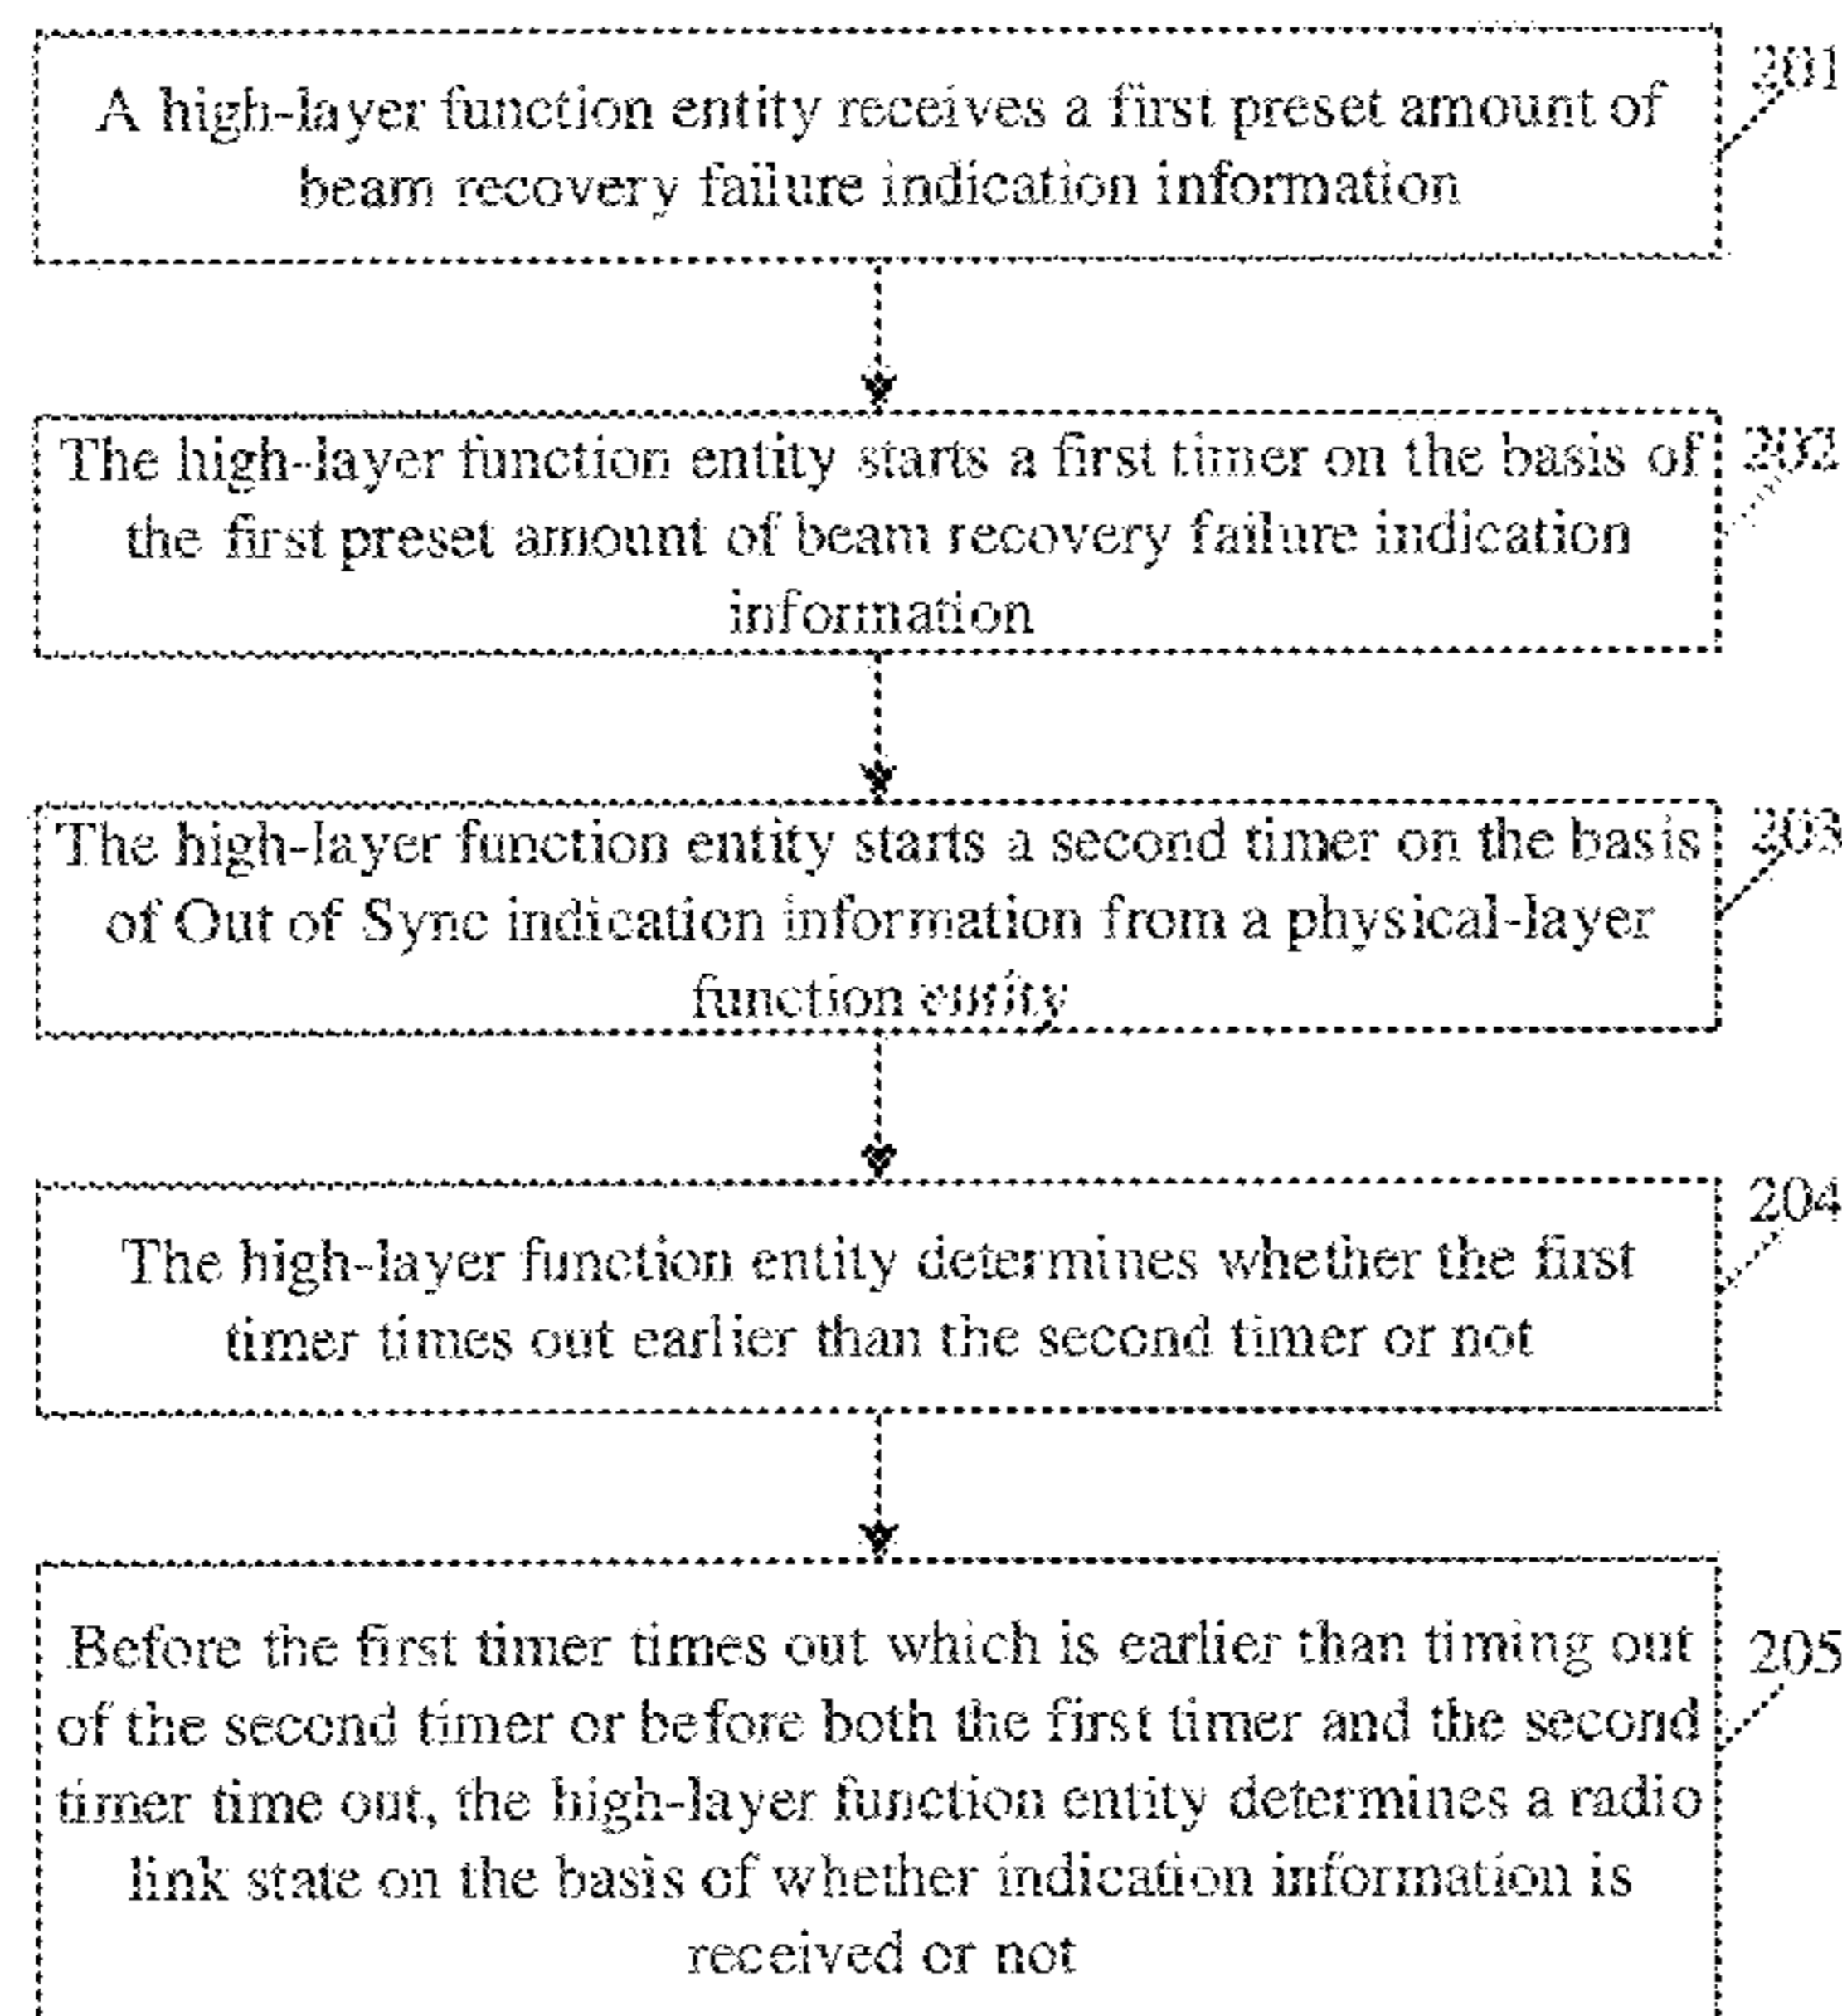 A high-layer function entity receives a first preset amount of
beam recovery failure indication information
201
The high-layer function entity starts a first timer on the basis of
the first preset amount of beam recovery failure indication
information
202
The high-layer function entity starts a second timer on the basis
of Out of Sync indication information from a physical-layer
function entity
203
The high-layer function entity determines whether the first
timer times out earlier than the second timer or not
204
Before the first timer times out which is earlier than timing out
of the second timer or before both the first timer and the second
timer time out, the high-layer function entity determines a radio
link state on the basis of whether indication information is
received or not
205